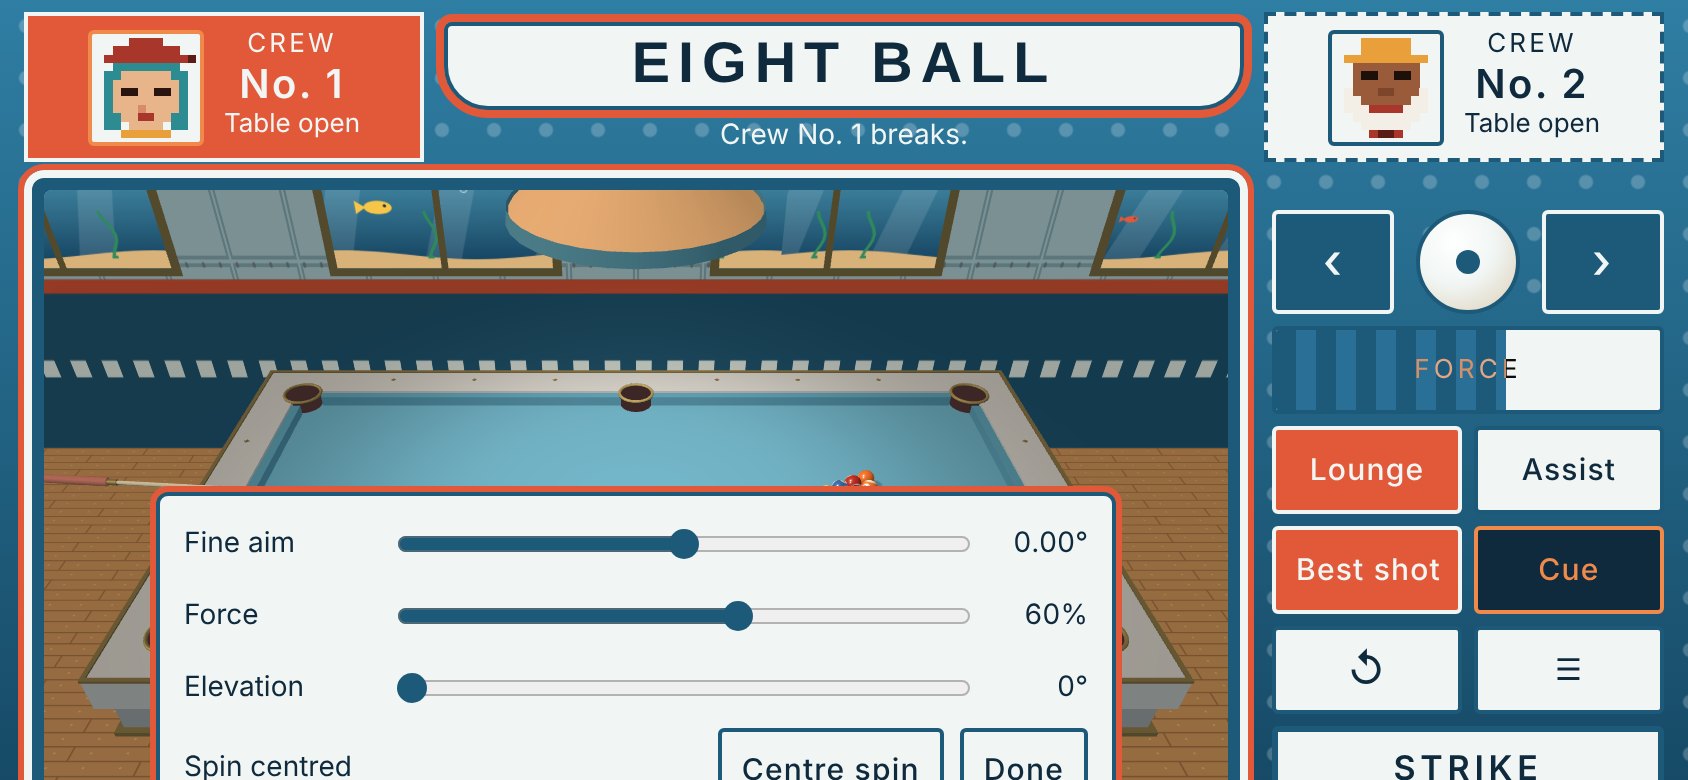 CREW
No. 1
Table open
EIGHT BALL
Crew No. 1 breaks.
CREW
No. 2
Table open
‹
›
FORCE
Lounge
Assist
Best shot
Cue
☰
STRIKE
Fine aim
0.00°
Force
60%
Elevation
0°
Spin centred
Centre spin
Done